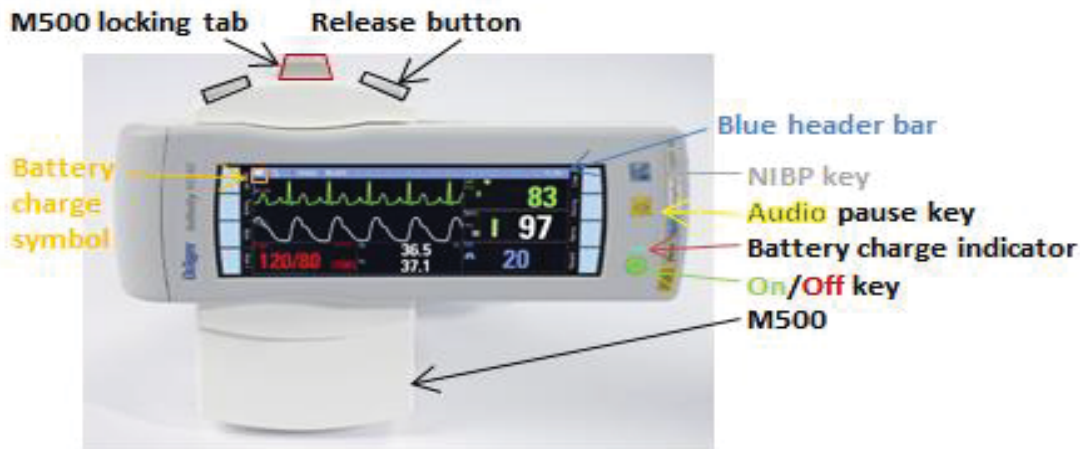 M500 locking tab
Release button
Blue header bar
Battery charge symbol
NIBP key
Audio pause key
Battery charge indicator
On/Off key
M500
Dräger
83
97
120/80
36.5
37.1
20